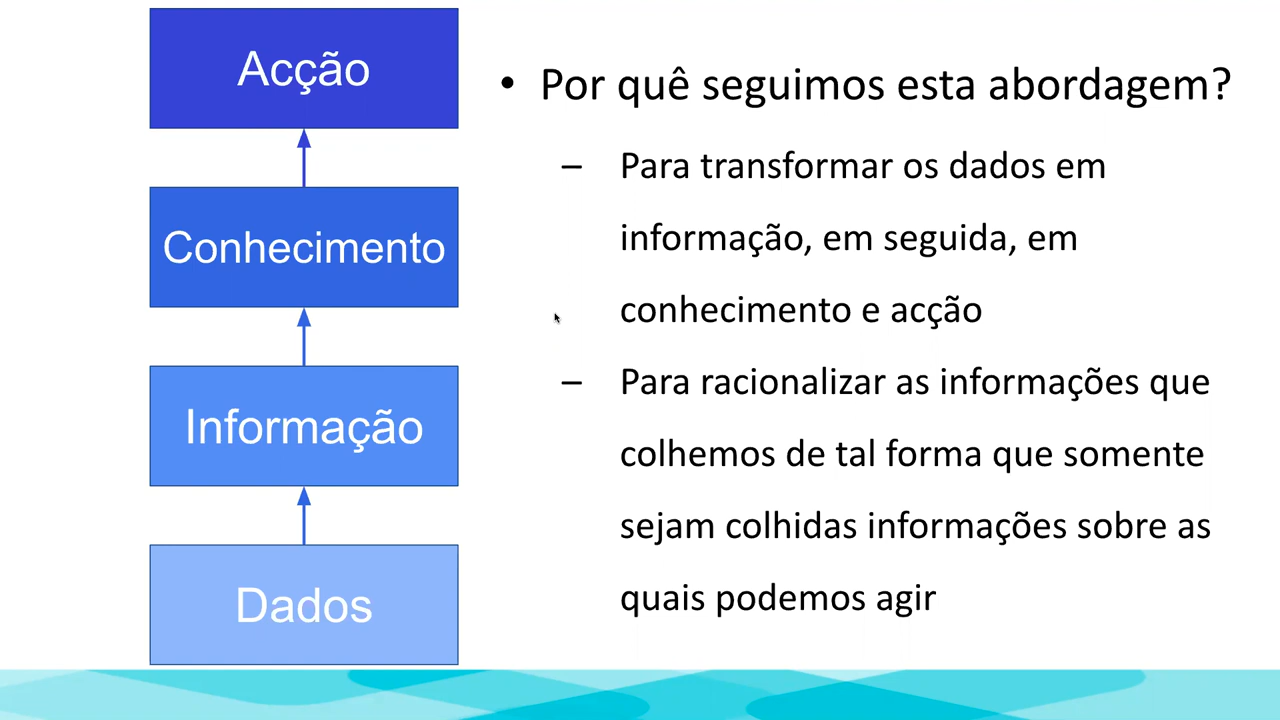 Acção
Conhecimento
Informação
Dados
• Por quê seguimos esta abordagem?
– Para transformar os dados em
informação, em seguida, em
conhecimento e acção
– Para racionalizar as informações que
colhemos de tal forma que somente
sejam colhidas informações sobre as
quais podemos agir